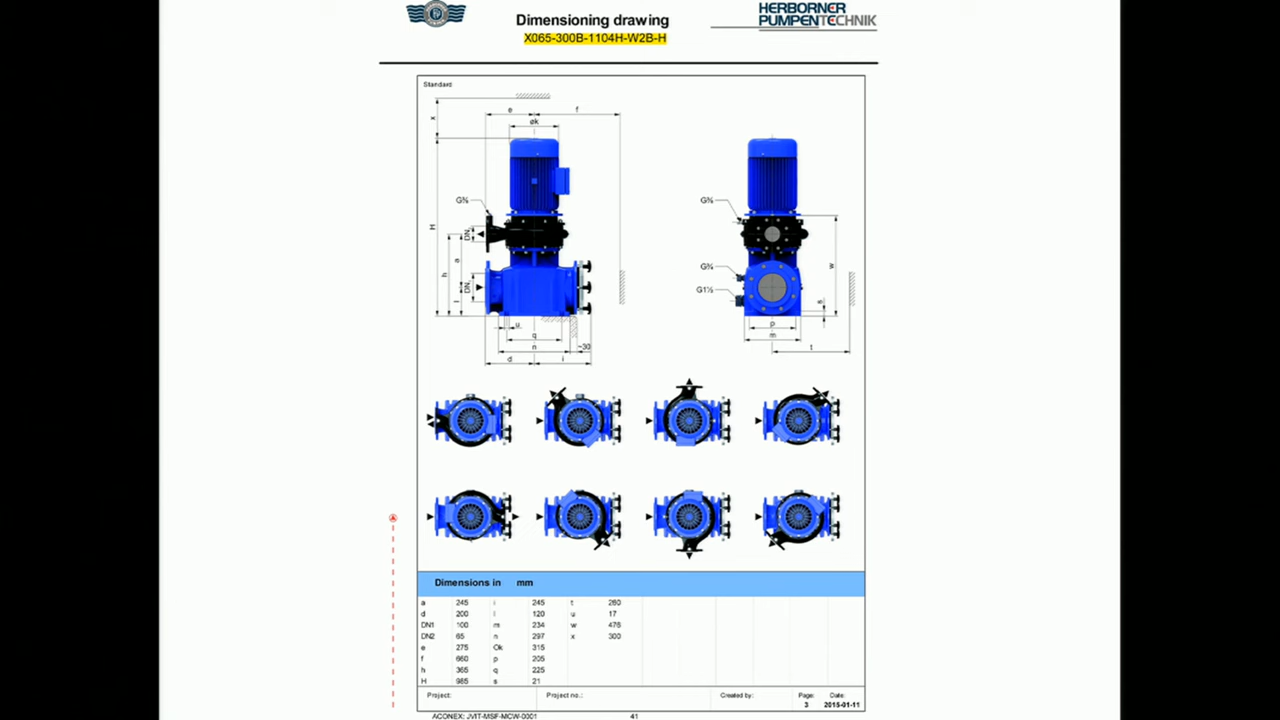 Dimensioning drawing
HERBORNER
PUMPENTECHNIK
X065-300B-1104H-W2B-H
Standard
e f
x
øk
G⅜ G⅜
H
DN
h a
G¾
w
DN
G1½
l
s
u
p
q
m
n ~30
t
d i
Dimensions in mm
a 245 i 245 t 260
d 200 l 120 u 17
DN1 100 m 234 w 476
DN2 65 n 297 x 300
e 275 Ok 315
f 660 p 205
h 365 q 225
H 985 s 21
Project: Project no.: Created by: Page: Date:
3 2015-01-11
ACONEX: JVIT-MSF-MCW-0001 41